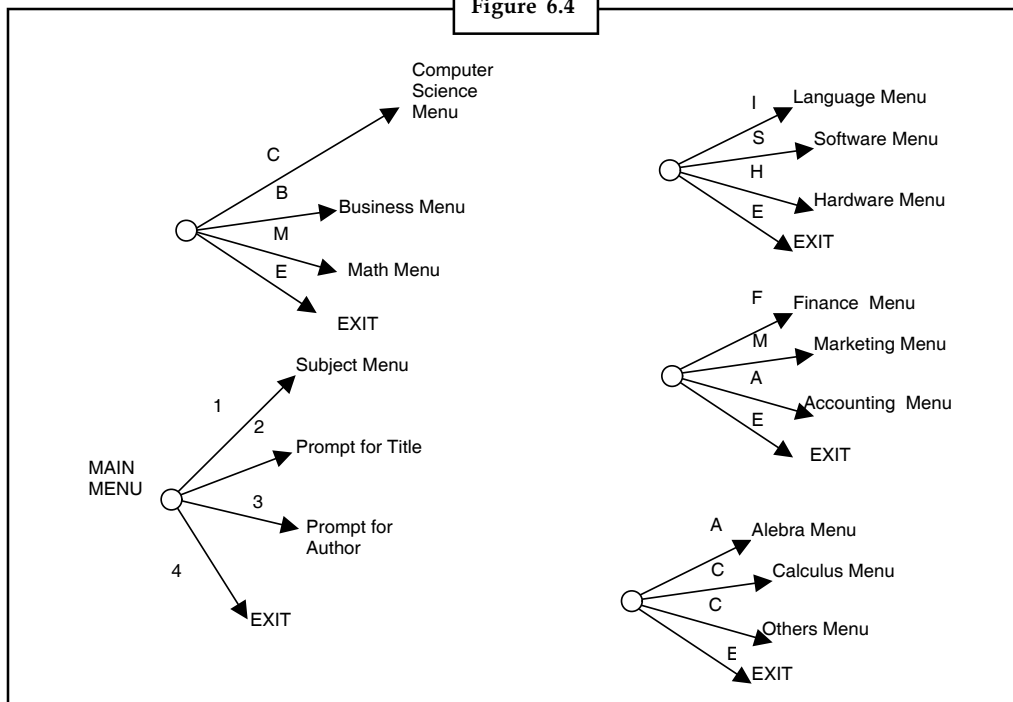 Figure 6.4
Computer
Science
Menu
C
B
Business Menu
M
Math Menu
E
EXIT
Subject Menu
1
2
Prompt for Title
MAIN
MENU
3
Prompt for
Author
4
EXIT
I
Language Menu
S
Software Menu
H
Hardware Menu
E
EXIT
F
Finance Menu
M
Marketing Menu
A
Accounting Menu
E
EXIT
A
Alebra Menu
C
Calculus Menu
C
Others Menu
E
EXIT